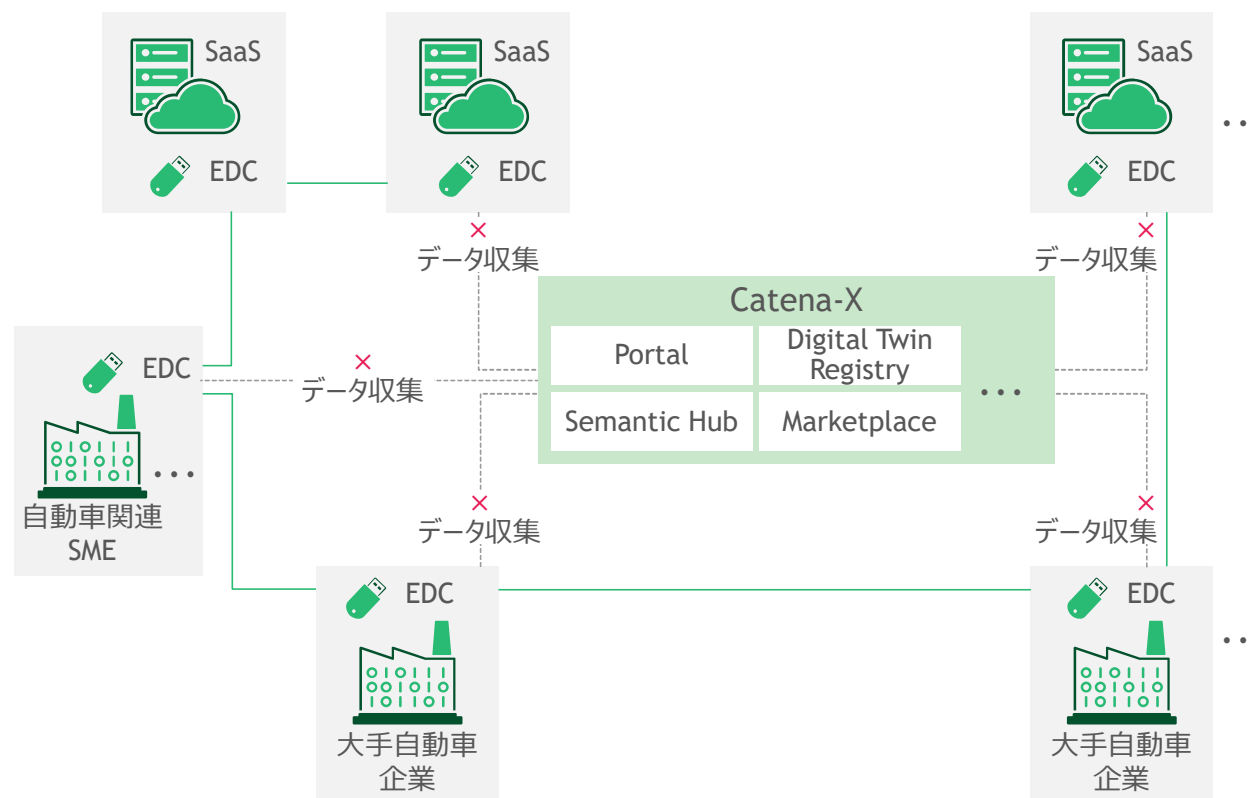 SaaS
EDC
SaaS
EDC
SaaS
EDC
..
×
データ収集
×
データ収集
Catena-X
Portal
Digital Twin
Registry
Semantic Hub
Marketplace
...
EDC
×
データ収集
...
自動車関連
SME
×
データ収集
×
データ収集
EDC
大手自動車
企業
EDC
大手自動車
企業
..